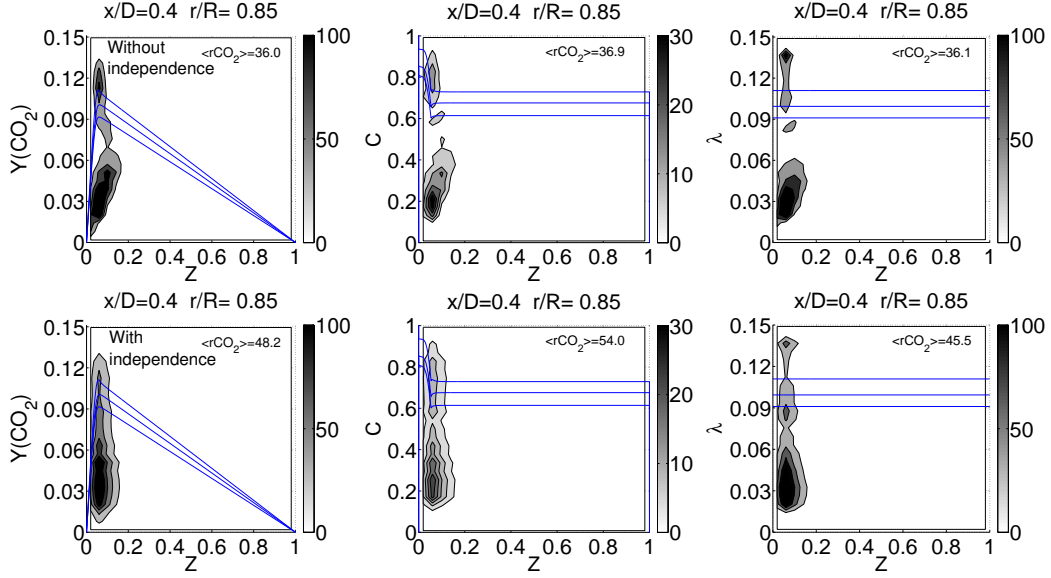 x/D=0.4 r/R= 0.85
x/D=0.4 r/R= 0.85
x/D=0.4 r/R= 0.85
Without
independence
<rCO2>=36.0
<rCO2>=36.9
<rCO2>=36.1
Y(CO2)
0.15
0.12
0.09
0.06
0.03
0
0 0.2 0.4 0.6 0.8 1
Z
100
50
0
C
1
0.8
0.6
0.4
0.2
0
0 0.2 0.4 0.6 0.8 1
Z
30
20
10
0
λ
0.15
0.12
0.09
0.06
0.03
0
0 0.2 0.4 0.6 0.8 1
Z
100
50
0
x/D=0.4 r/R= 0.85
x/D=0.4 r/R= 0.85
x/D=0.4 r/R= 0.85
With
independence
<rCO2>=48.2
<rCO2>=54.0
<rCO2>=45.5
Y(CO2)
0.15
0.12
0.09
0.06
0.03
0
0 0.2 0.4 0.6 0.8 1
Z
100
50
0
C
1
0.8
0.6
0.4
0.2
0
0 0.2 0.4 0.6 0.8 1
Z
30
20
10
0
λ
0.15
0.12
0.09
0.06
0.03
0
0 0.2 0.4 0.6 0.8 1
Z
100
50
0